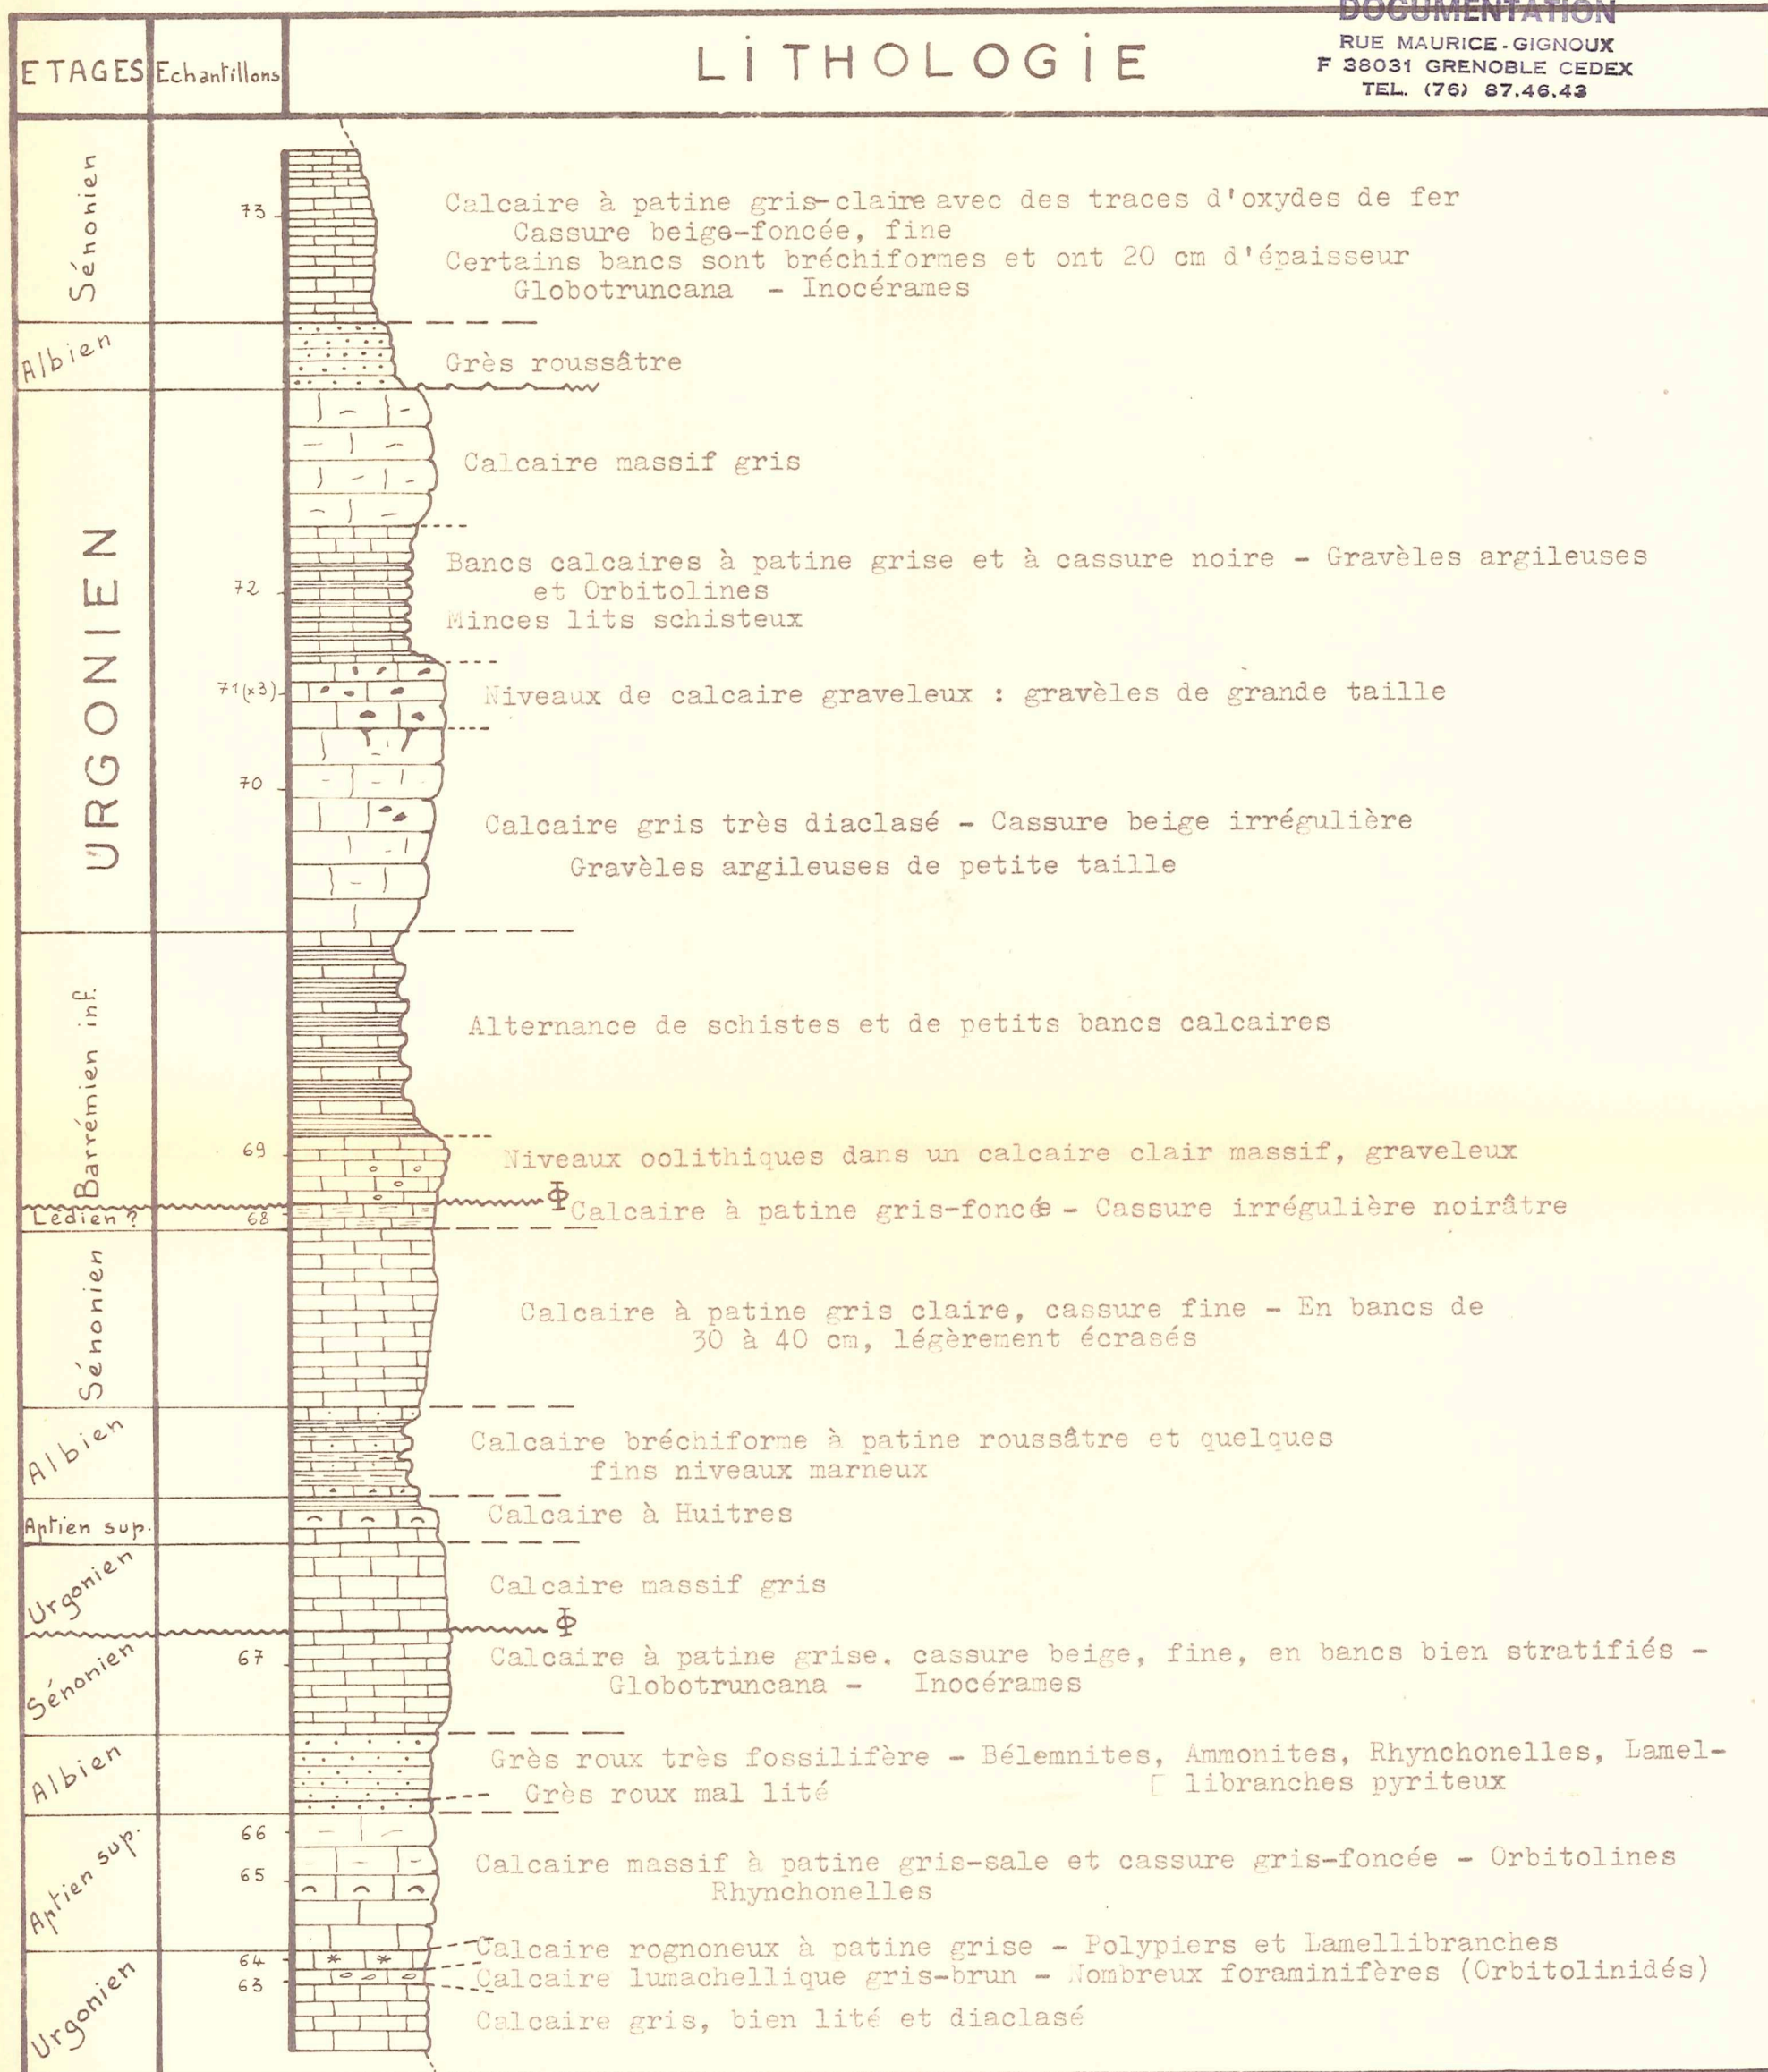 DOCUMENTATION
RUE MAURICE-GIGNOUX
F 38031 GRENOBLE CEDEX
TEL. (76) 87.46.43
ETAGES Echantillons LiTHOLOGiE
Sénonien
73
Calcaire à patine gris-claire avec des traces d'oxydes de fer
Cassure beige-foncée, fine
Certains bancs sont bréchiformes et ont 20 cm d'épaisseur
Globotruncana - Inocérames
Albien
Grès roussâtre
URGONIEN
Calcaire massif gris
72
Bancs calcaires à patine grise et à cassure noire - Gravèles argileuses
et Orbitolines
Minces lits schisteux
71(x3)
Niveaux de calcaire graveleux : gravèles de grande taille
70
Calcaire gris très diaclasé - Cassure beige irrégulière
Gravèles argileuses de petite taille
Barrémien inf.
Alternance de schistes et de petits bancs calcaires
69
Niveaux oolithiques dans un calcaire clair massif, graveleux
Φ
Ledien ?
68
Calcaire à patine gris-foncée - Cassure irrégulière noirâtre
Sénonien
Calcaire à patine gris claire, cassure fine - En bancs de
30 à 40 cm, légèrement écrasés
Albien
Calcaire bréchiforme à patine roussâtre et quelques
fins niveaux marneux
Aptien sup.
Calcaire à Huitres
Urgonien
Calcaire massif gris
Φ
Sénonien
67
Calcaire à patine grise. cassure beige, fine, en bancs bien stratifiés -
Globotruncana - Inocérames
Albien
Grès roux très fossilifère - Bélemnites, Ammonites, Rhynchonelles, Lamel-
[ libranches pyriteux
Grès roux mal lité
Aptien sup.
66
65
Calcaire massif à patine gris-sale et cassure gris-foncée - Orbitolines
Rhynchonelles
Urgonien
64
Calcaire rognoneux à patine grise - Polypiers et Lamellibranches
63
Calcaire lumachellique gris-brun - Nombreux foraminifères (Orbitolinidés)
Calcaire gris, bien lité et diaclasé